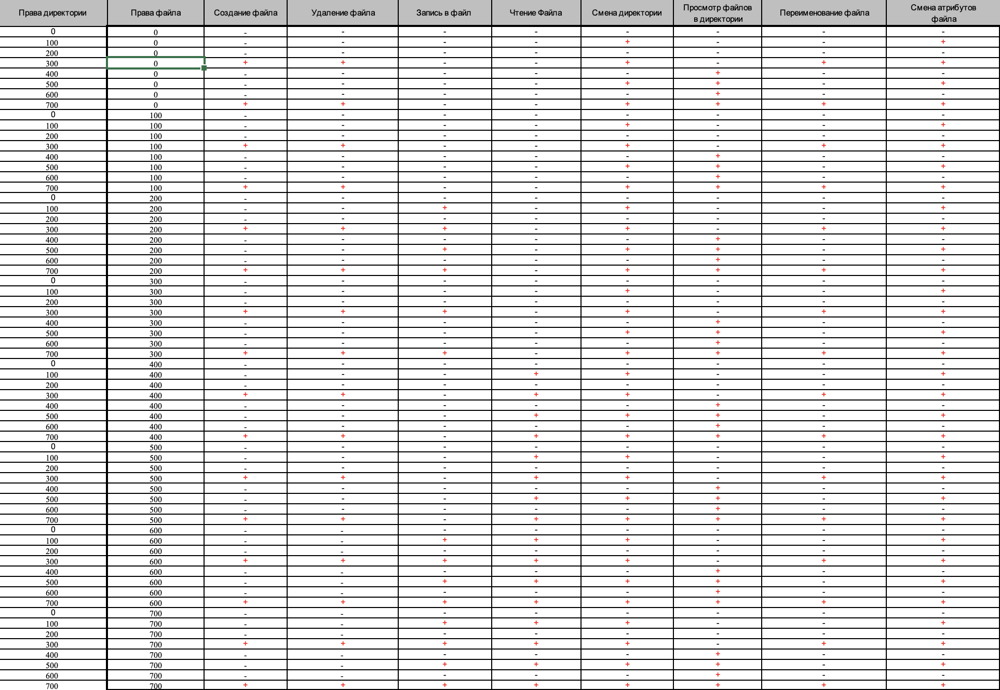 Права директории Права файла Создание файла Удаление файла Запись в файл Чтение Файла Смена директории Просмотр файлов в директории Переименование файла Смена атрибутов файла
0 0 - - - - - - - -
100 0 - - - - + - - +
200 0 - - - - - - - -
300 0 + + - - + - + +
400 0 - - - - - + - -
500 0 - - - - + + - +
600 0 - - - - - + - -
700 0 + + - - + + + +
0 100 - - - - - - - -
100 100 - - - - + - - +
200 100 - - - - - - - -
300 100 + + - - + - + +
400 100 - - - - - + - -
500 100 - - - - + + - +
600 100 - - - - - + - -
700 100 + + - - + + + +
0 200 - - - - - - - -
100 200 - - + - + - - +
200 200 - - - - - - - -
300 200 + + + - + - + +
400 200 - - - - - + - -
500 200 - - + - + + - +
600 200 - - - - - + - -
700 200 + + + - + + + +
0 300 - - - - - - - -
100 300 - - - - + - - +
200 300 - - - - - - - -
300 300 + + + - + - + +
400 300 - - - - - + - -
500 300 - - - - + + - +
600 300 - - - - - + - -
700 300 + + + - + + + +
0 400 - - - - - - - -
100 400 - - - + + - - +
200 400 - - - - - - - -
300 400 + + - + + - + +
400 400 - - - - - + - -
500 400 - - - + + + - +
600 400 - - - - - + - -
700 400 + + - + + + + +
0 500 - - - - - - - -
100 500 - - - + + - - +
200 500 - - - - - - - -
300 500 + + - + + - + +
400 500 - - - - - + - -
500 500 - - - + + + - +
600 500 - - - - - + - -
700 500 + + - + + + + +
0 600 - - - - - - - -
100 600 - - + + + - - +
200 600 - - - - - - - -
300 600 + + + + + - + +
400 600 - - - - - + - -
500 600 - - + + + + - +
600 600 - - - - - + - -
700 600 + + + + + + + +
0 700 - - - - - - - -
100 700 - - + + + - - +
200 700 - - - - - - - -
300 700 + + + + + - + +
400 700 - - - - - + - -
500 700 - - + + + + - +
600 700 - - - - - + - -
700 700 + + + + + + + +